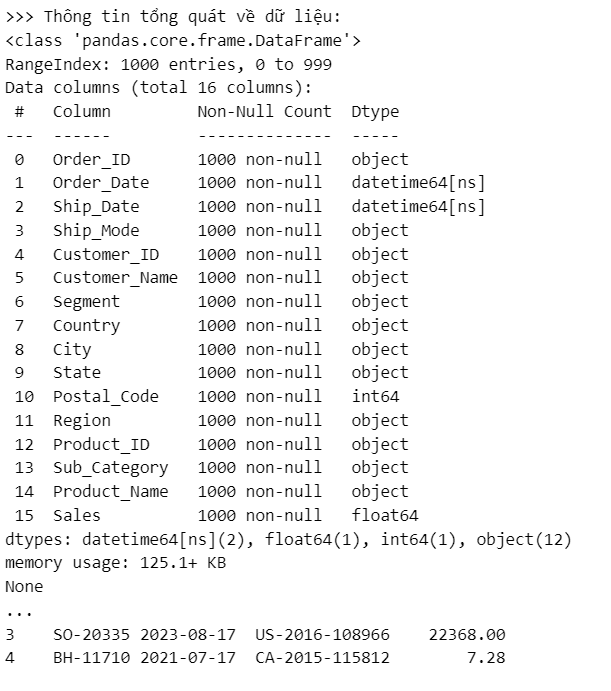 >>> Thông tin tổng quát về dữ liệu:
<class 'pandas.core.frame.DataFrame'>
RangeIndex: 1000 entries, 0 to 999
Data columns (total 16 columns):
 #   Column         Non-Null Count  Dtype
---  ------         --------------  -----
 0   Order_ID       1000 non-null   object
 1   Order_Date     1000 non-null   datetime64[ns]
 2   Ship_Date      1000 non-null   datetime64[ns]
 3   Ship_Mode      1000 non-null   object
 4   Customer_ID    1000 non-null   object
 5   Customer_Name  1000 non-null   object
 6   Segment        1000 non-null   object
 7   Country        1000 non-null   object
 8   City           1000 non-null   object
 9   State          1000 non-null   object
 10  Postal_Code    1000 non-null   int64
 11  Region         1000 non-null   object
 12  Product_ID     1000 non-null   object
 13  Sub_Category   1000 non-null   object
 14  Product_Name   1000 non-null   object
 15  Sales          1000 non-null   float64
dtypes: datetime64[ns](2), float64(1), int64(1), object(12)
memory usage: 125.1+ KB
None
...
3    SO-20335 2023-08-17  US-2016-108966    22368.00
4    BH-11710 2021-07-17  CA-2015-115812        7.28